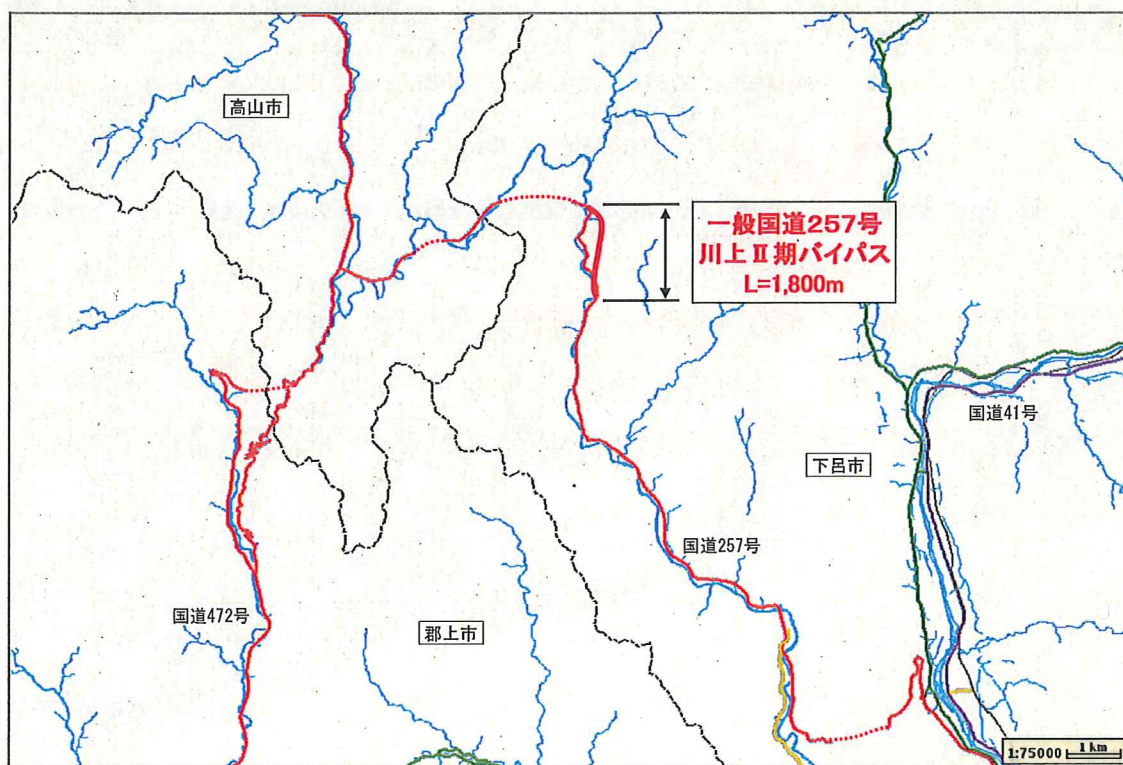 高山市
一般国道257号
川上Ⅱ期バイパス
L=1,800m
国道41号
下呂市
国道257号
国道472号
郡上市
1:75000 1 km